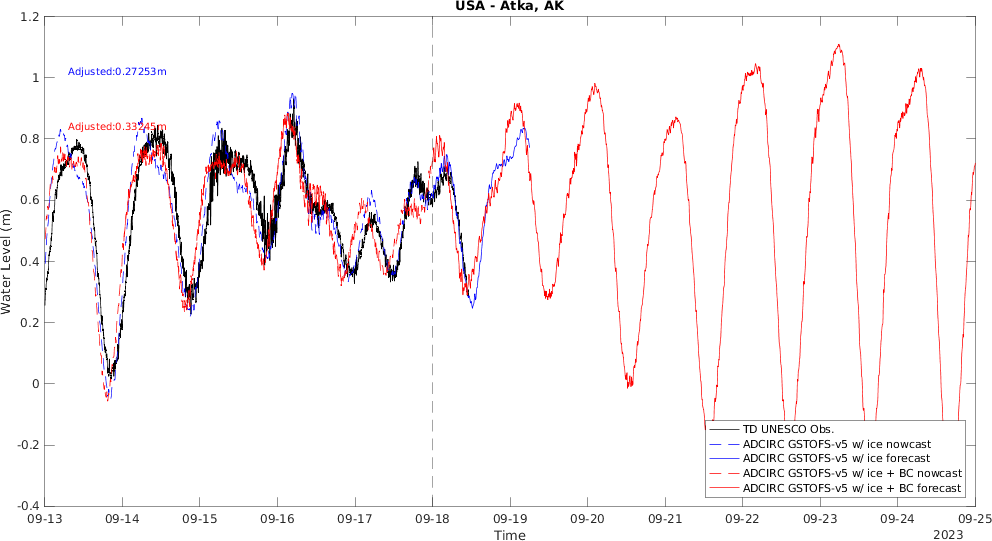 USA - Atka, AK
1.2
1
0.8
0.6
0.4
0.2
0
-0.2
-0.4
Water Level (m)
Adjusted:0.27253m
Adjusted:0.33245m
TD UNESCO Obs.
ADCIRC GSTOFS-v5 w/ ice nowcast
ADCIRC GSTOFS-v5 w/ ice forecast
ADCIRC GSTOFS-v5 w/ ice + BC nowcast
ADCIRC GSTOFS-v5 w/ ice + BC forecast
09-13 09-14 09-15 09-16 09-17 09-18 09-19 09-20 09-21 09-22 09-23 09-24 09-25
Time
2023